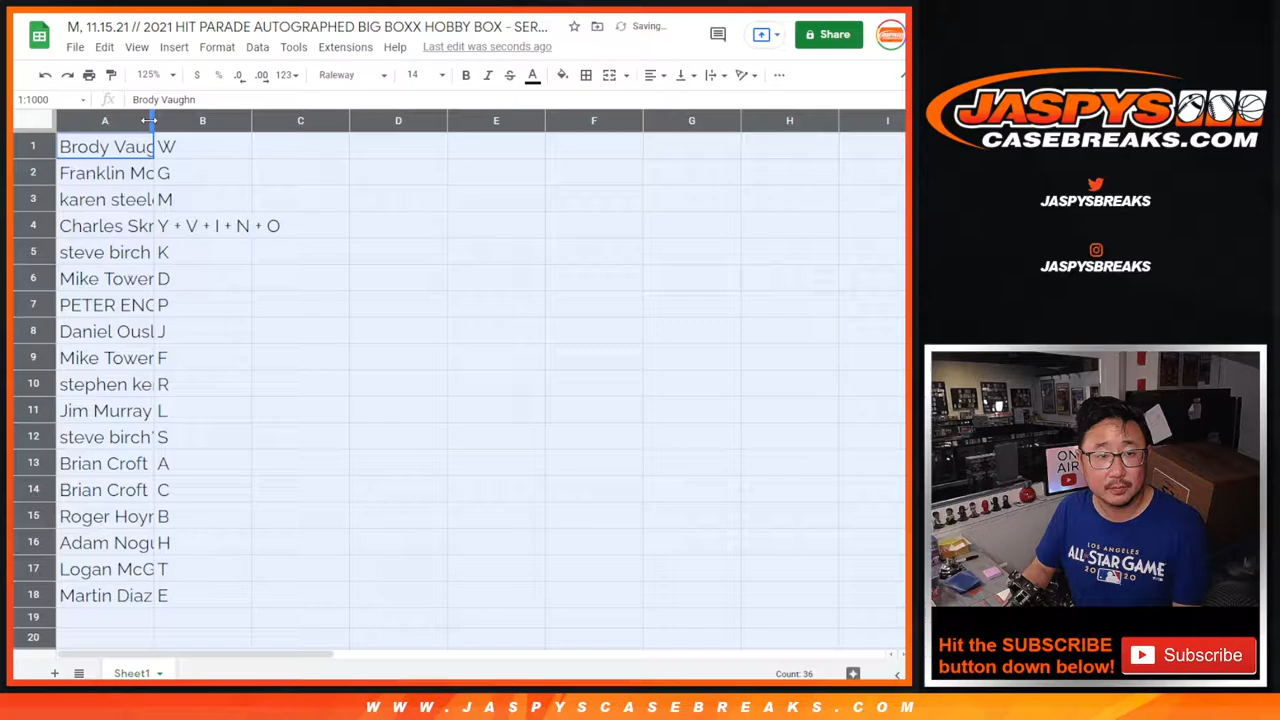 M, 11.15.21 // 2021 HIT PARADE AUTOGRAPHED BIG BOXX HOBBY BOX - SER...
Saving...
File Edit View Insert Format Data Tools Extensions Help Last edit was seconds ago
Share
125% $ % .0 .00 123 Raleway 14 B I S A
1:1000 fx Brody Vaughn
A B C D E F G H I
1 Brody Vaug W
2 Franklin Mc G
3 karen steel M
4 Charles Skr Y + V + I + N + O
5 steve birch K
6 Mike Tower D
7 PETER ENC P
8 Daniel Ousl J
9 Mike Tower F
10 stephen ke R
11 Jim Murray L
12 steve birch S
13 Brian Croft A
14 Brian Croft C
15 Roger Hoyr B
16 Adam Nogu H
17 Logan McG T
18 Martin Diaz E
19
20
Sheet1
Count: 36
JASPYS
CASEBREAKS.COM
JASPYSBREAKS
JASPYSBREAKS
ON
AIR
LOS ANGELES
ALL STAR GAME
2020
Hit the SUBSCRIBE
button down below!
Subscribe
WWW.JASPYSCASEBREAKS.COM